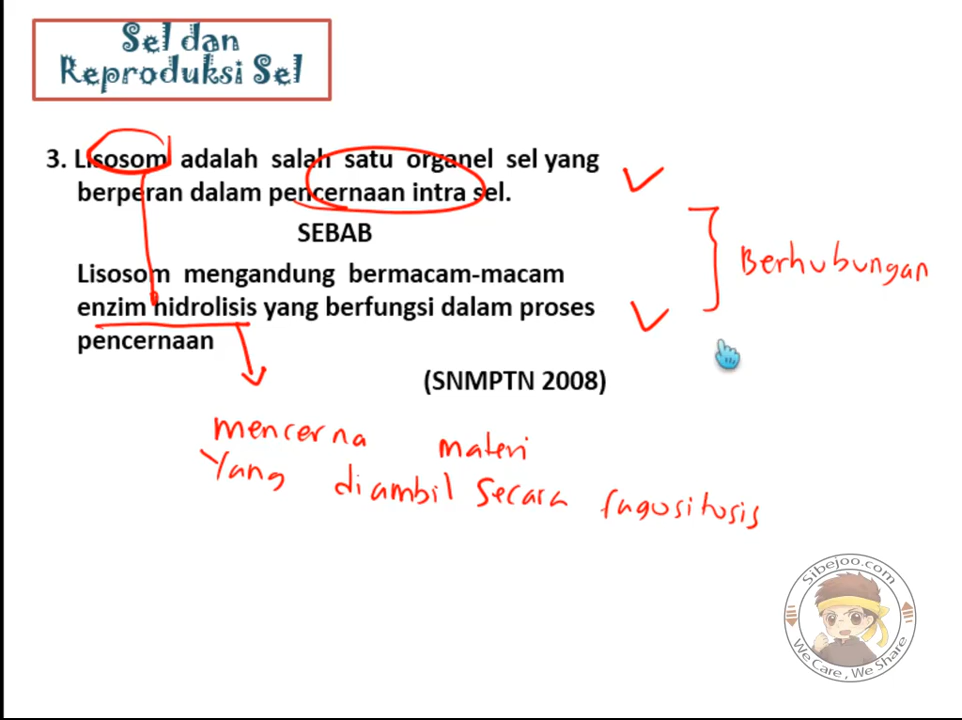 Sel dan
Reproduksi Sel
3. Lisosom adalah salah satu organel sel yang
berperan dalam pencernaan intra sel.
SEBAB
Lisosom mengandung bermacam-macam
enzim hidrolisis yang berfungsi dalam proses
pencernaan
(SNMPTN 2008)
Berhubungan
mencerna materi
Yang diambil secara fagositosis
Sibejoo.com
We Care, We Share